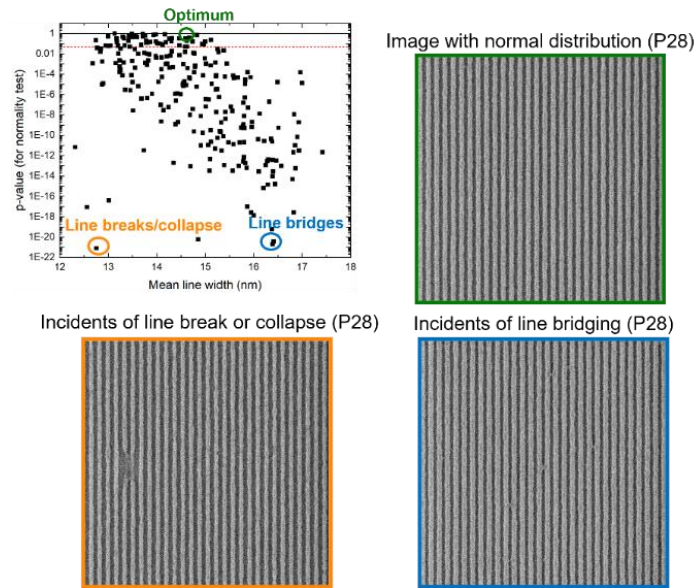 Optimum
1
0.01
1E-4
1E-6
1E-8
1E-10
1E-12
1E-14
1E-16
1E-18
1E-20
1E-22
p-value (for normality test)
Line breaks/collapse
Line bridges
12 13 14 15 16 17 18
Mean line width (nm)
Image with normal distribution (P28)
Incidents of line break or collapse (P28)
Incidents of line bridging (P28)